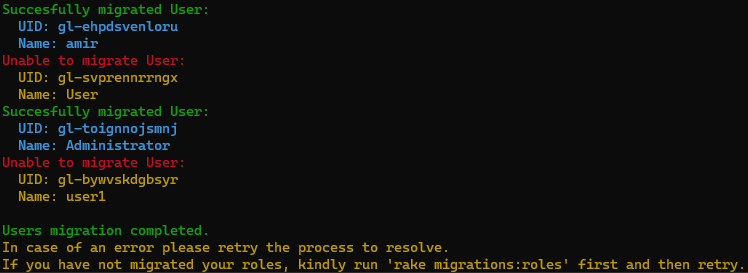 Succesfully migrated User:
UID: gl-ehpdsvenloru
Name: amir
Unable to migrate User:
UID: gl-svprennrrngx
Name: User
Succesfully migrated User:
UID: gl-toignnojsmnj
Name: Administrator
Unable to migrate User:
UID: gl-bywvskdgbsyr
Name: user1
Users migration completed.
In case of an error please retry the process to resolve.
If you have not migrated your roles, kindly run 'rake migrations:roles' first and then retry.